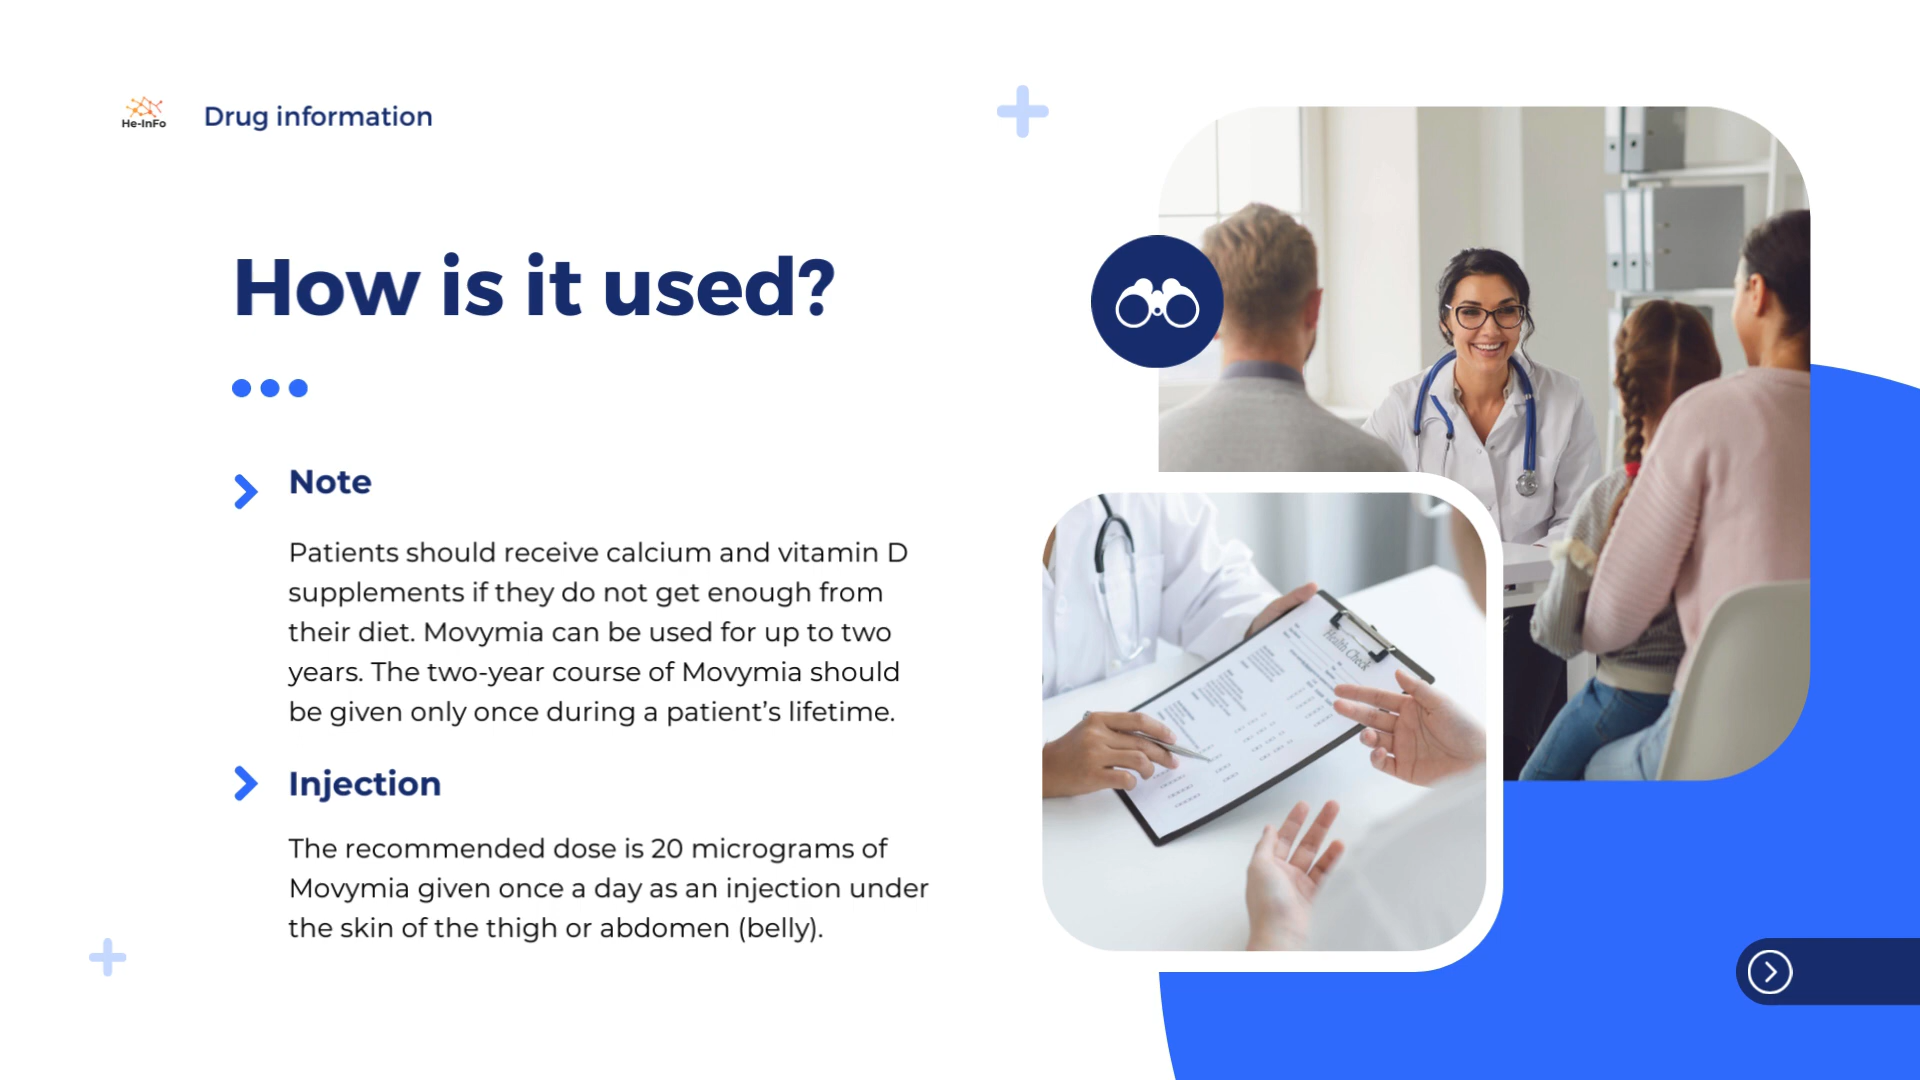 He-InFo
Drug information
How is it used?
Note
Patients should receive calcium and vitamin D
supplements if they do not get enough from
their diet. Movymia can be used for up to two
years. The two-year course of Movymia should
be given only once during a patient’s lifetime.
Injection
The recommended dose is 20 micrograms of
Movymia given once a day as an injection under
the skin of the thigh or abdomen (belly).
Health Check